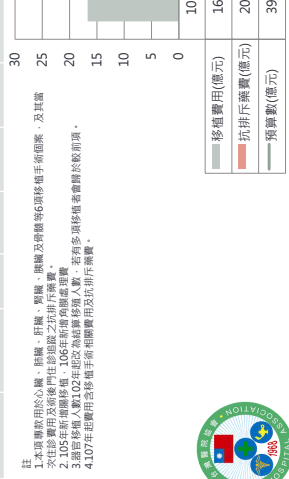 註
1.本項專款用於心臟、肺臟、肝臟、腎臟、胰臟及骨髓等6項移植手術個案，及其當
次住診費用及術後門住診追蹤之抗排斥藥費。
2. 105年新增腸移植，106年新增角膜處理費
3.器官移植人數102年起改為結算移殖人數，若有多項移植者會歸於較前項。
4.107年起費用含移植手術相關費用及抗排斥藥費。
30
25
20
15
10
5
0
10
移植費用(億元) 16
抗排斥藥費(億元) 20
預算數(億元) 39
ASSOCIATION
1968